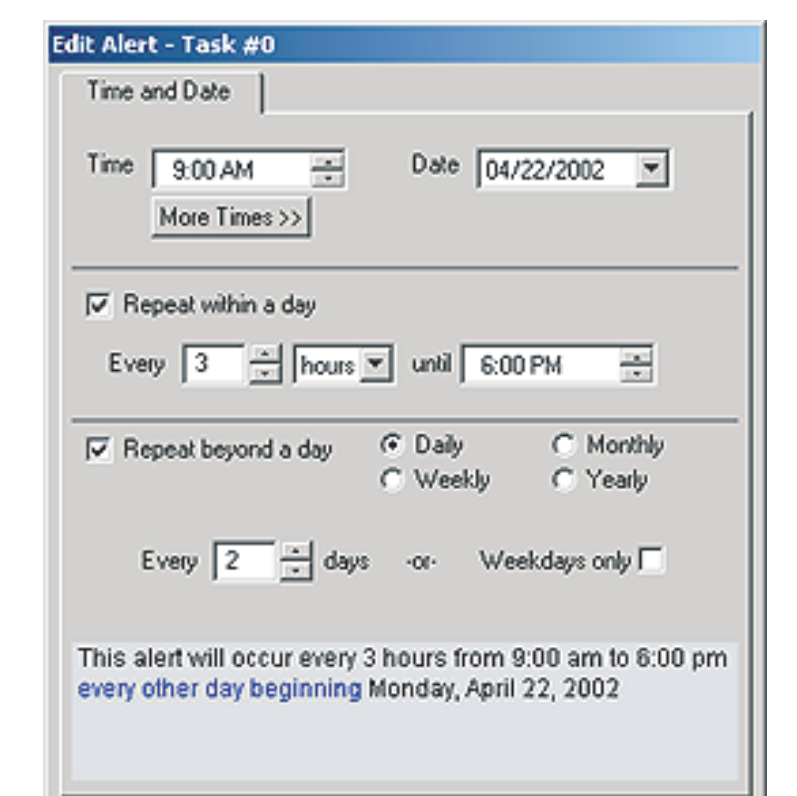 Edit Alert - Task #0
Time and Date
Time 9:00 AM Date 04/22/2002
More Times >>
Repeat within a day
Every 3 hours until 6:00 PM
Repeat beyond a day Daily Monthly
Weekly Yearly
Every 2 days -or- Weekdays only
This alert will occur every 3 hours from 9:00 am to 6:00 pm
every other day beginning Monday, April 22, 2002